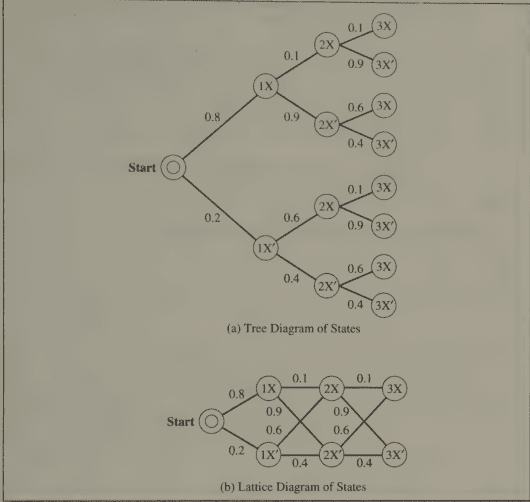 0.1 3X
2X
0.1 0.9 3X′
1X
0.6 3X
0.8 0.9 2X′
0.4 3X′
Start
0.1 3X
0.2 0.6 2X
0.9 3X′
1X′
0.6 3X
0.4 2X′
0.4 3X′
(a) Tree Diagram of States
0.8 1X 0.1 2X 0.1 3X
0.9 0.9
Start
0.6 0.6
0.2 1X′ 0.4 2X′ 0.4 3X′
(b) Lattice Diagram of States